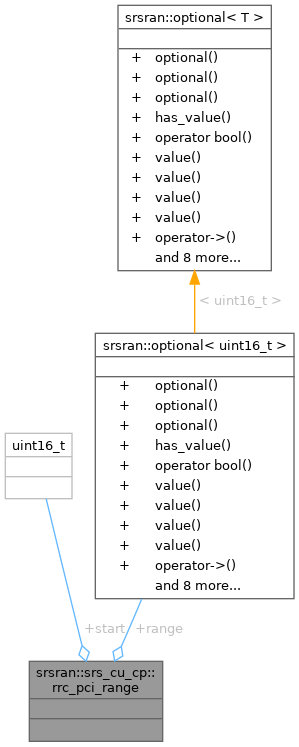 srsran::optional< T >
+ optional()
+ optional()
+ optional()
+ has_value()
+ operator bool()
+ value()
+ value()
+ value()
+ value()
+ operator->()
and 8 more...
< uint16_t >
srsran::optional< uint16_t >
+ optional()
+ optional()
+ optional()
+ has_value()
+ operator bool()
+ value()
+ value()
+ value()
+ value()
+ operator->()
and 8 more...
uint16_t
+start
+range
srsran::srs_cu_cp::
rrc_pci_range